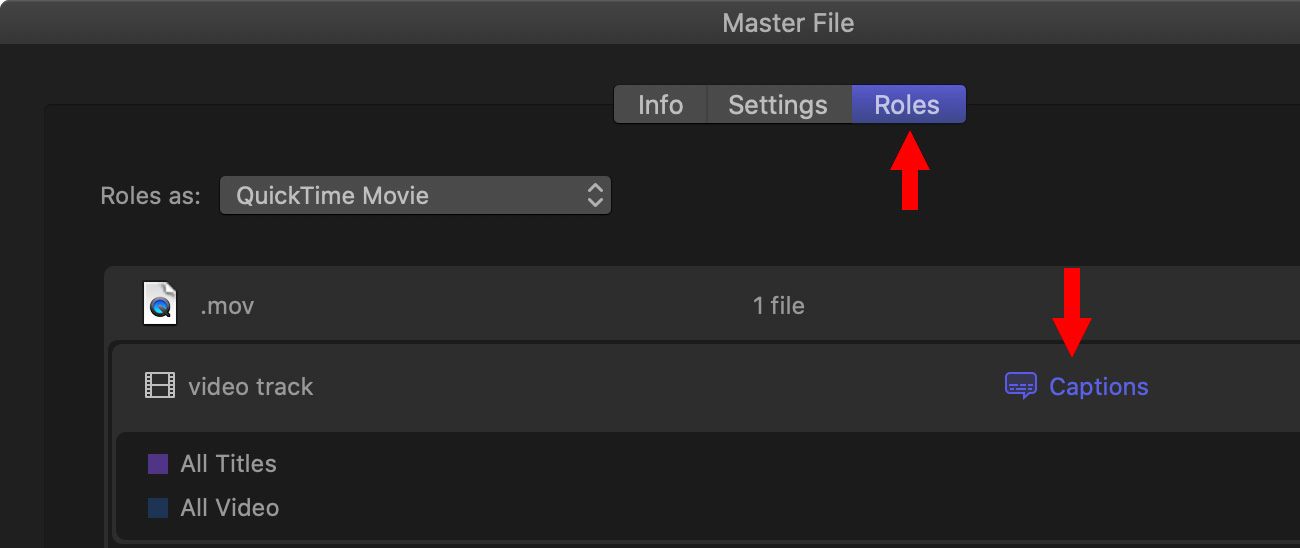 Master File
Info Settings Roles
Roles as: QuickTime Movie
.mov 1 file
video track Captions
All Titles
All Video